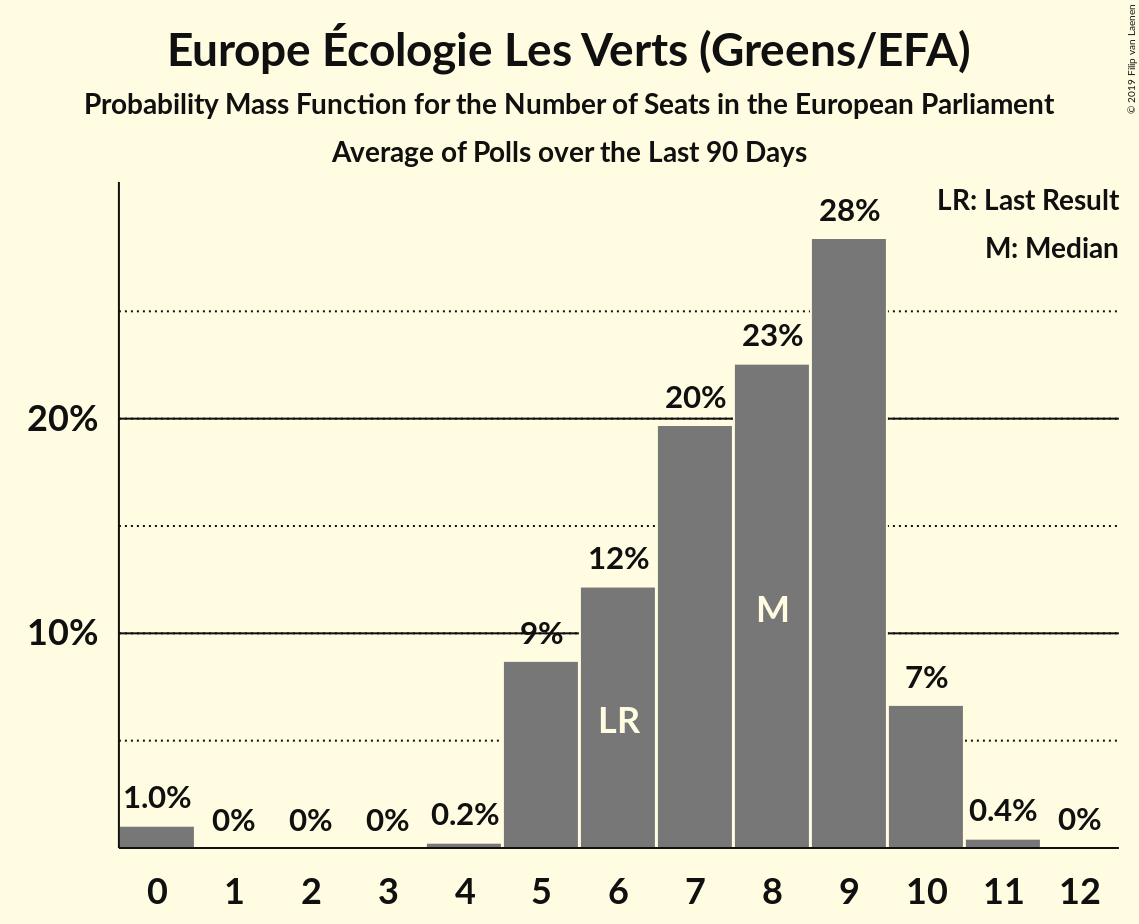 Europe Écologie Les Verts (Greens/EFA)
Probability Mass Function for the Number of Seats in the European Parliament
Average of Polls over the Last 90 Days
© 2019 Filip van Laenen
LR: Last Result
M: Median
28%
23%
20%
20%
12%
M
9%
10%
7%
LR
1.0%
0%
0%
0%
0.2%
0.4%
0%
0 1 2 3 4 5 6 7 8 9 10 11 12